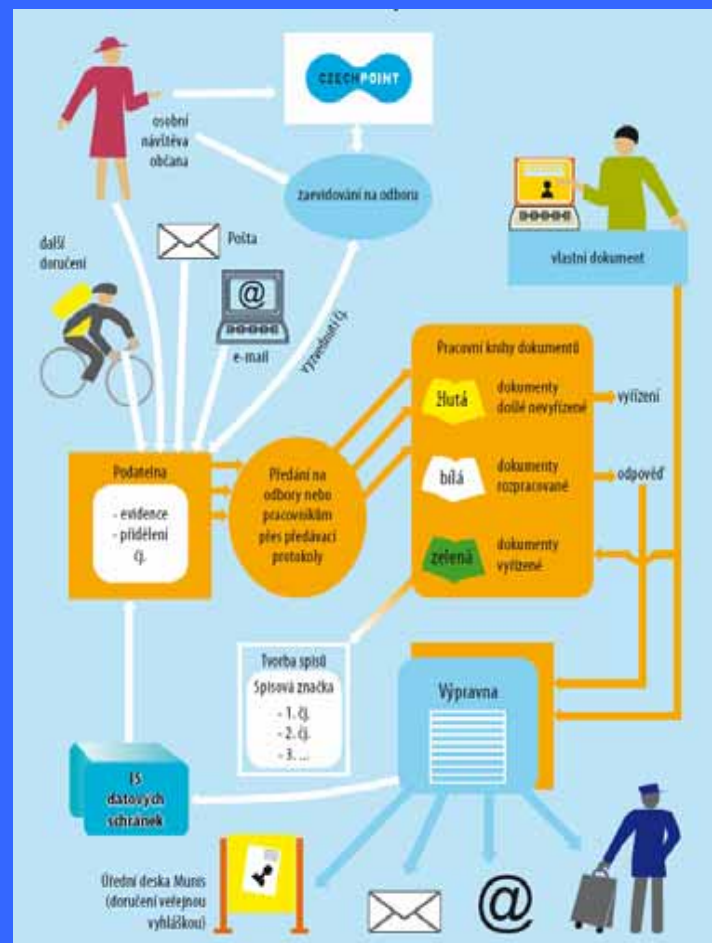 CZECHPOINT
osobní
návštěva
občana
zaevidování na odboru
další
doručení
Pošta
@
e-mail
vyzvednutí čj.
vlastní dokument
Pracovní knihy dokumentů
žlutá
dokumenty
došlé nevyřízené
vyřízení
bílá
dokumenty
rozpracované
odpověď
zelená
dokumenty
vyřízené
Podatelna
- evidence
- přidělení
čj.
Předání na
odbory nebo
pracovníkům
přes předávací
protokoly
Tvorba spisů
Spisová značka
- 1. čj.
- 2. čj.
- 3. ...
Výpravna
IS
datových
schránek
Úřední deska Munis
(doručení veřejnou
vyhláškou)
@